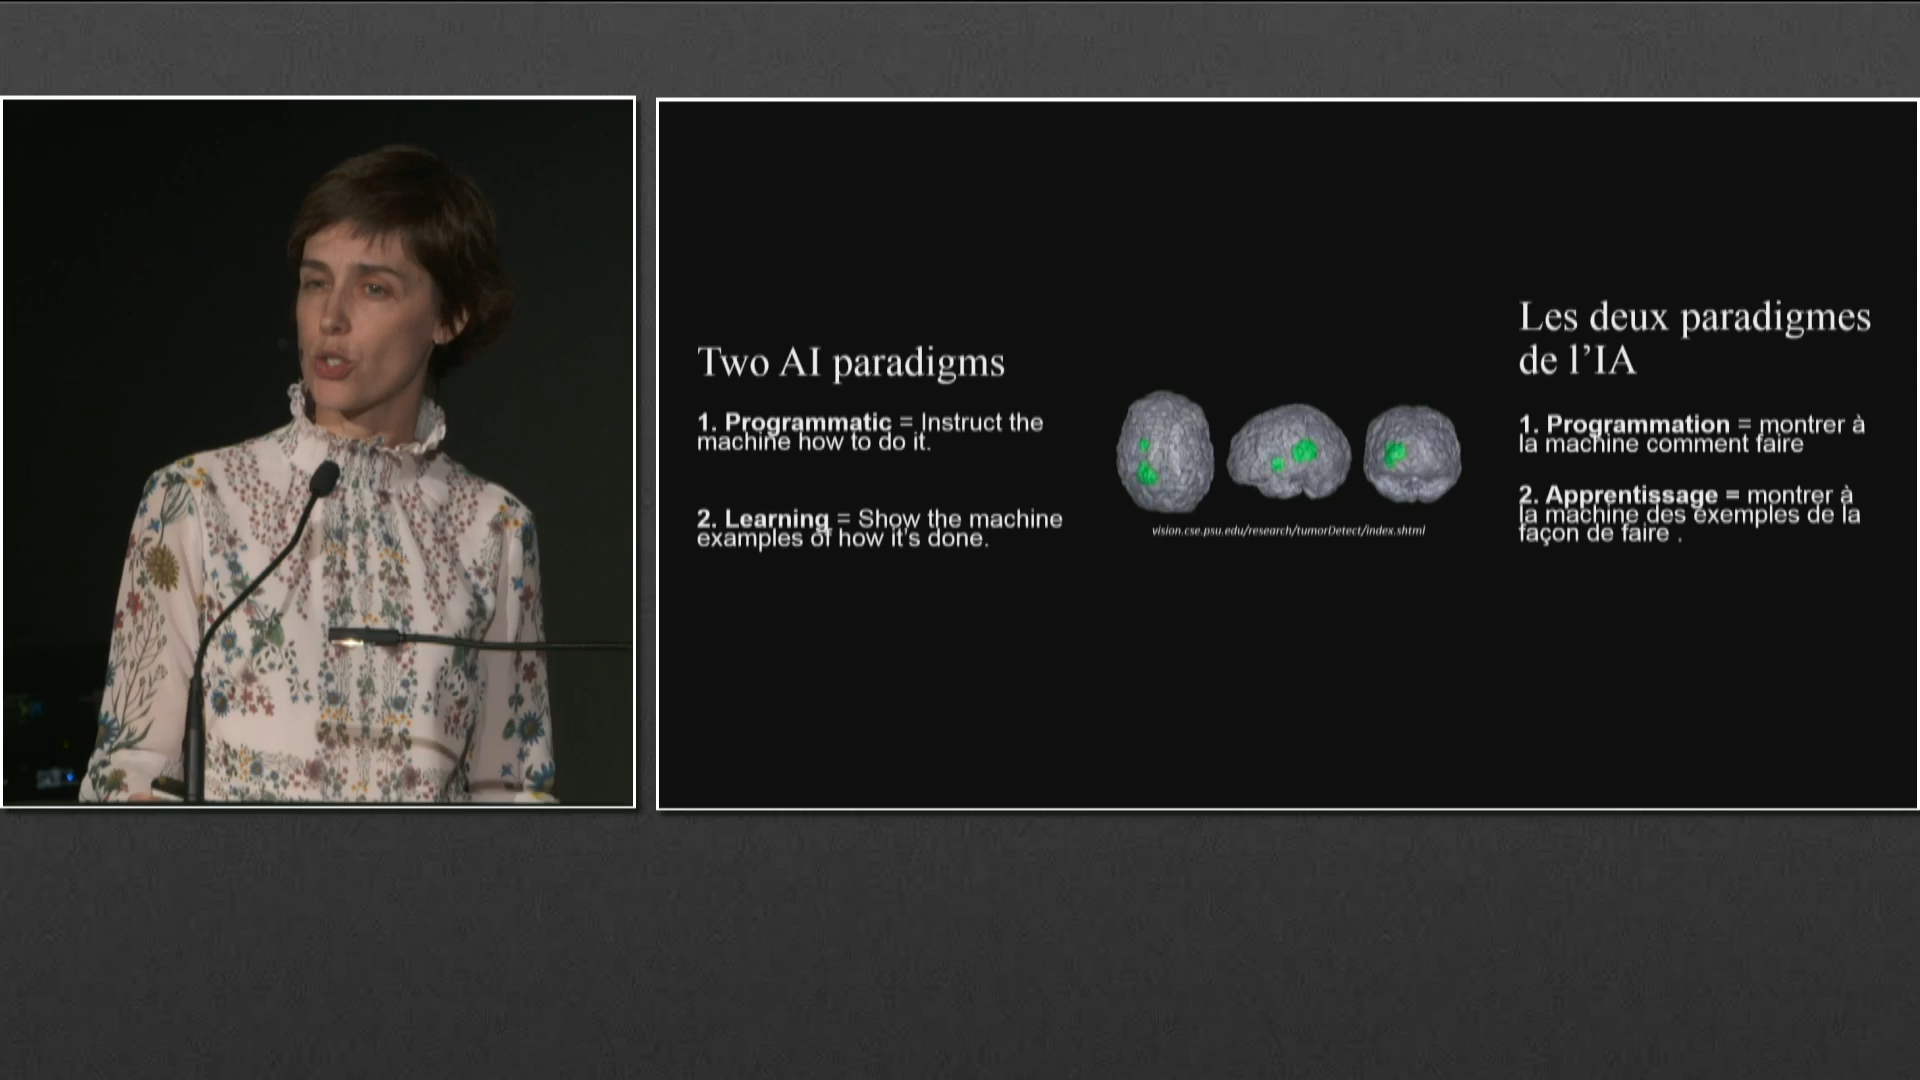 Two AI paradigms
1. Programmatic = Instruct the
machine how to do it.
2. Learning = Show the machine
examples of how it's done.
vision.cse.psu.edu/research/tumorDetect/index.shtml
Les deux paradigmes
de l’IA
1. Programmation = montrer à
la machine comment faire
2. Apprentissage = montrer à
la machine des exemples de la
façon de faire .